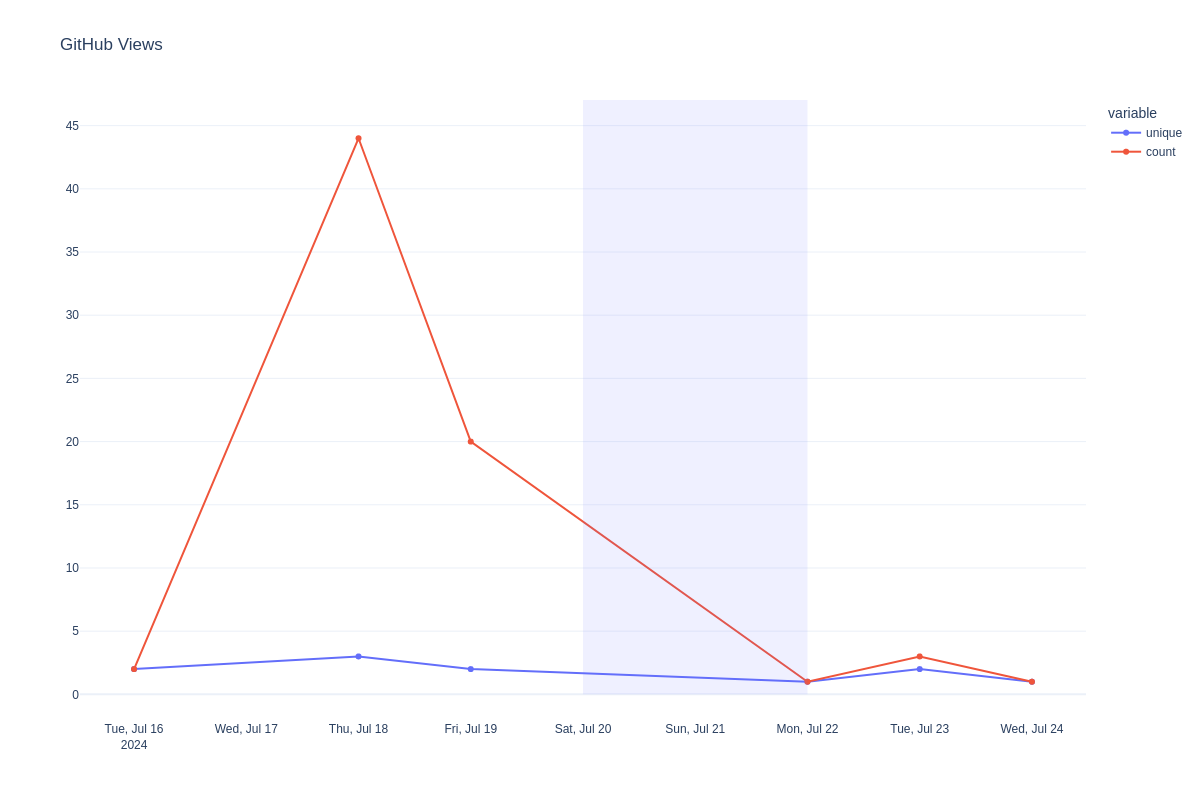 GitHub Views
variable
unique
count
45
40
35
30
25
20
15
10
5
0
Tue, Jul 16
2024
Wed, Jul 17
Thu, Jul 18
Fri, Jul 19
Sat, Jul 20
Sun, Jul 21
Mon, Jul 22
Tue, Jul 23
Wed, Jul 24